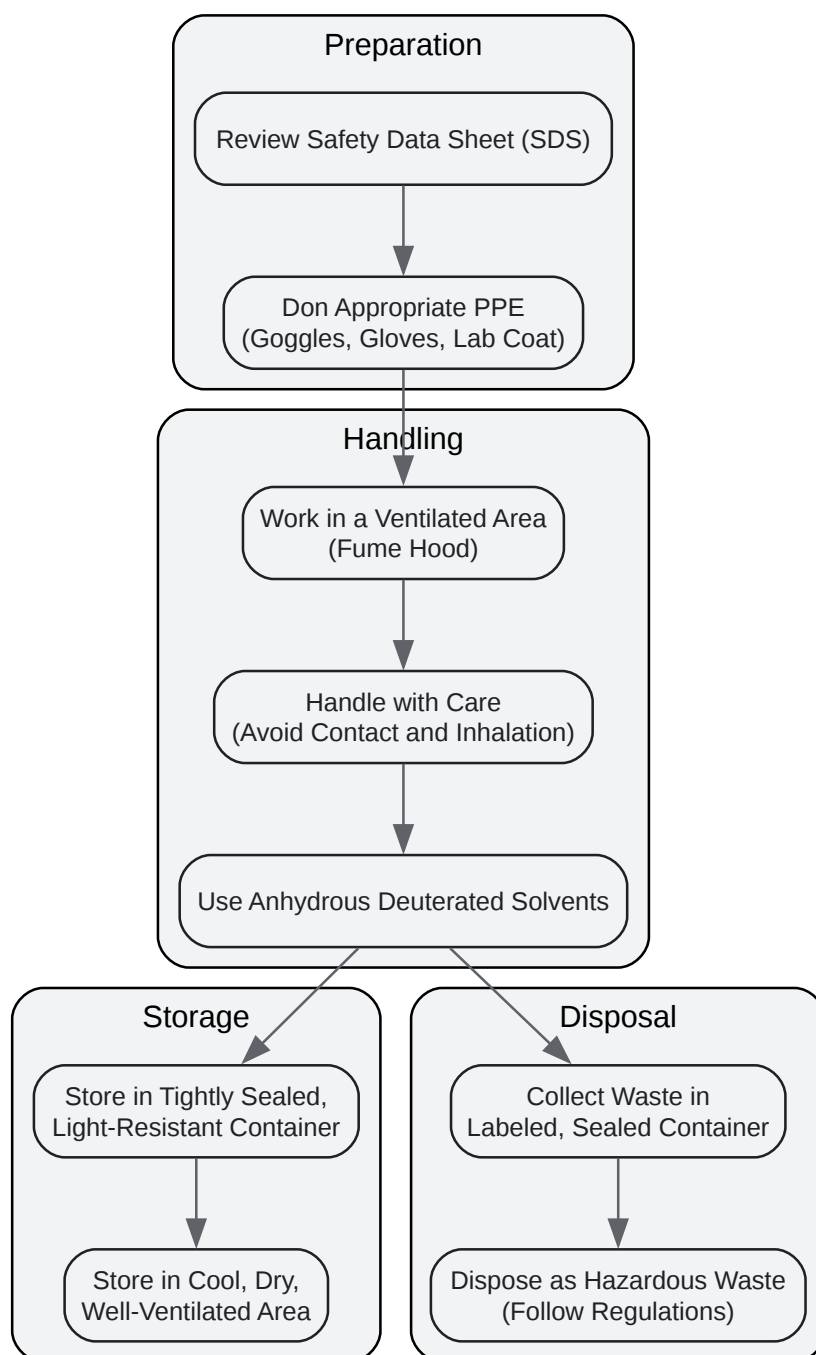 Preparation
Review Safety Data Sheet (SDS)
Don Appropriate PPE
(Goggles, Gloves, Lab Coat)
Handling
Work in a Ventilated Area
(Fume Hood)
Handle with Care
(Avoid Contact and Inhalation)
Use Anhydrous Deuterated Solvents
Storage
Store in Tightly Sealed,
Light-Resistant Container
Store in Cool, Dry,
Well-Ventilated Area
Disposal
Collect Waste in
Labeled, Sealed Container
Dispose as Hazardous Waste
(Follow Regulations)